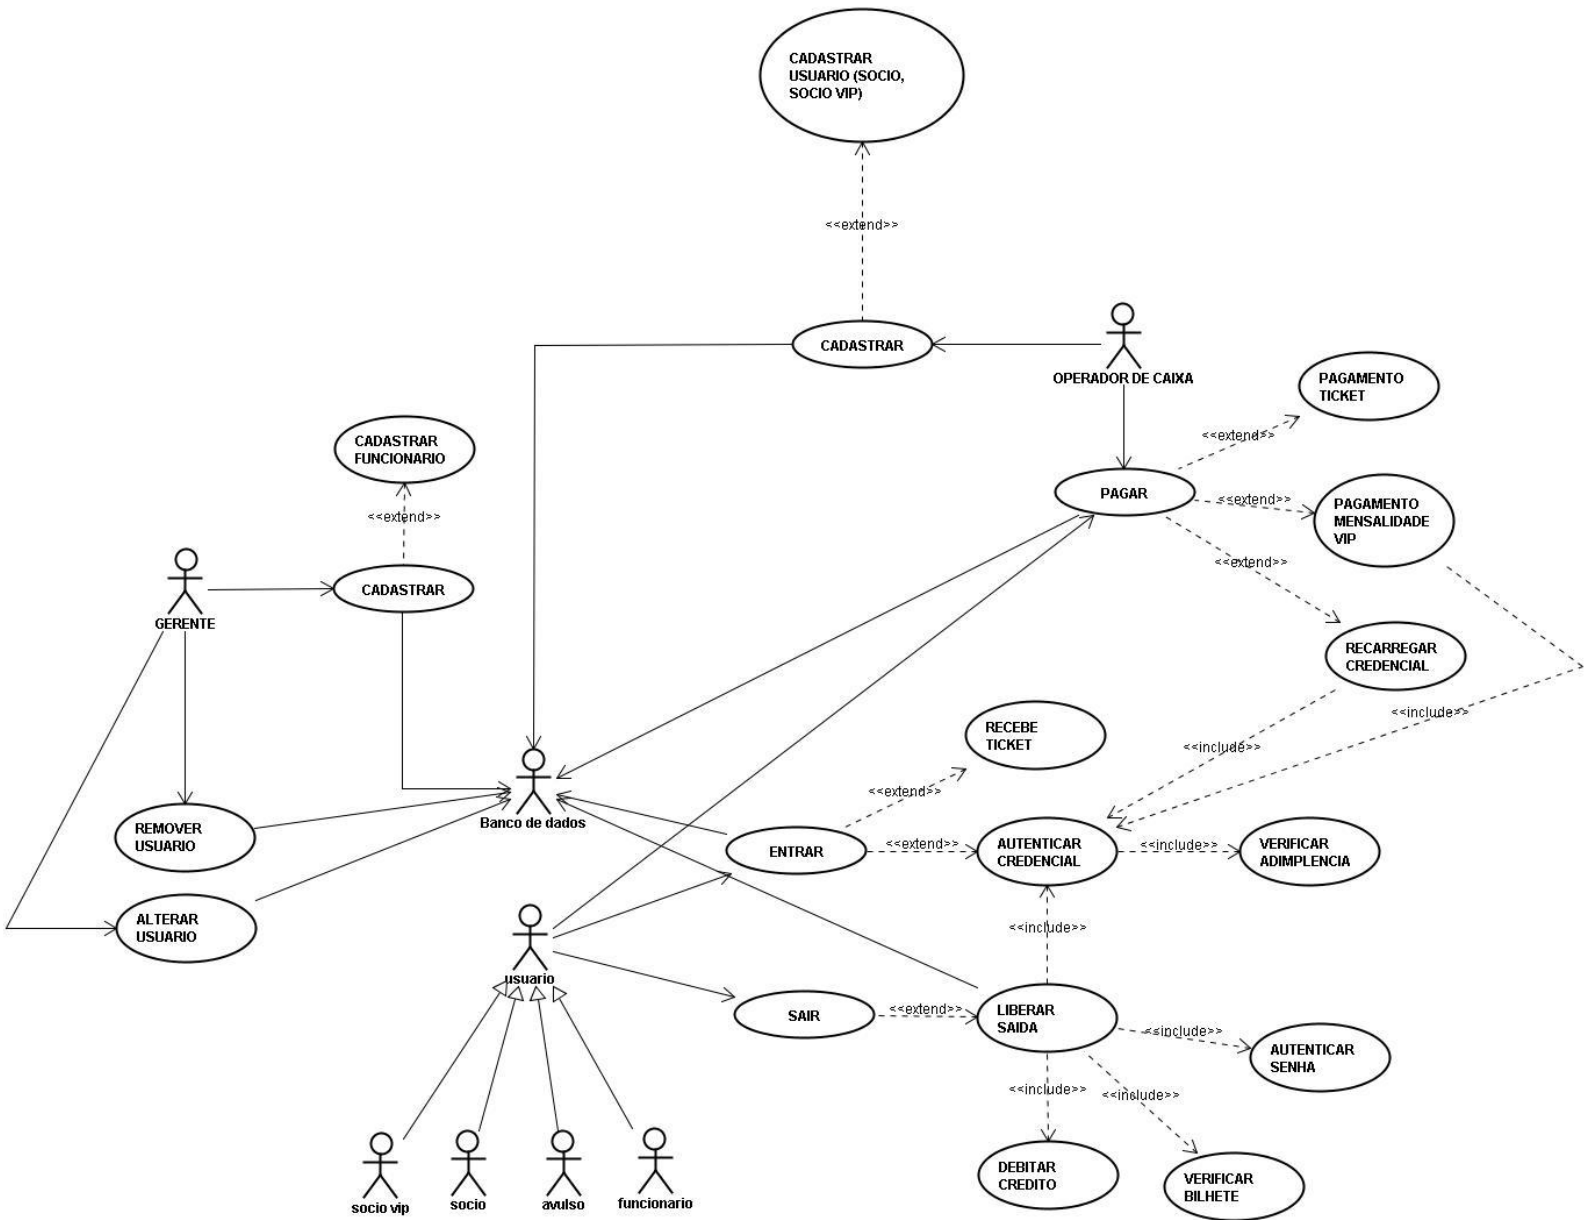 CADASTRAR
USUARIO (SOCIO,
SOCIO VIP)
<<extend>>
CADASTRAR
OPERADOR DE CAIXA
PAGAMENTO
TICKET
<<extend>>
CADASTRAR
FUNCIONARIO
<<extend>>
PAGAR
<<extend>>
PAGAMENTO
MENSALIDADE
VIP
<<extend>>
CADASTRAR
GERENTE
RECARREGAR
CREDENCIAL
<<include>>
<<include>>
RECEBE
TICKET
<<extend>>
Banco de dados
REMOVER
USUARIO
ENTRAR
<<extend>>
AUTENTICAR
CREDENCIAL
<<include>>
VERIFICAR
ADIMPLENCIA
ALTERAR
USUARIO
<<include>>
usuario
SAIR
<<extend>>
LIBERAR
SAIDA
<<include>>
AUTENTICAR
SENHA
<<include>>
<<include>>
DEBITAR
CREDITO
VERIFICAR
BILHETE
socio vip
socio
avulso
funcionario